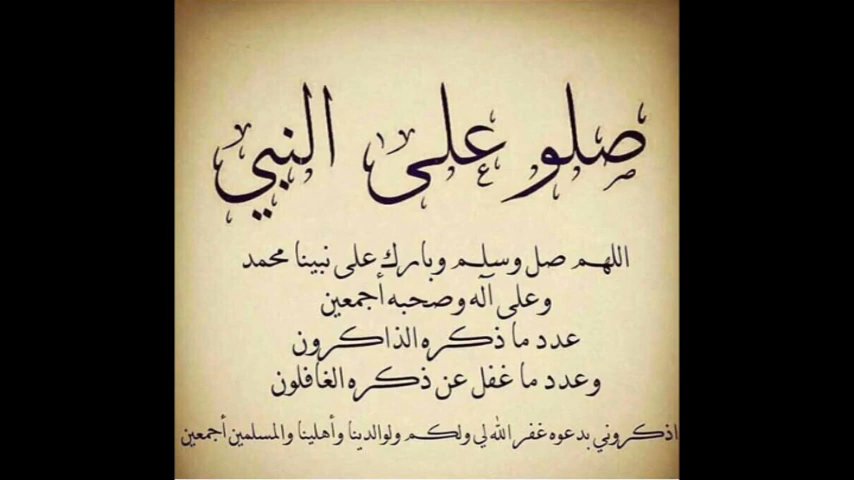 صلو على النبي
اللهم صل وسلم وبارك على نبينا محمد
وعلى آله وصحبه أجمعين
عدد ما ذكره الذاكرون
وعدد ما غفل عن ذكره الغافلون
اذكروني بدعوه غفر الله لي ولكم ولوالدينا وأهلينا والمسلمين أجمعين